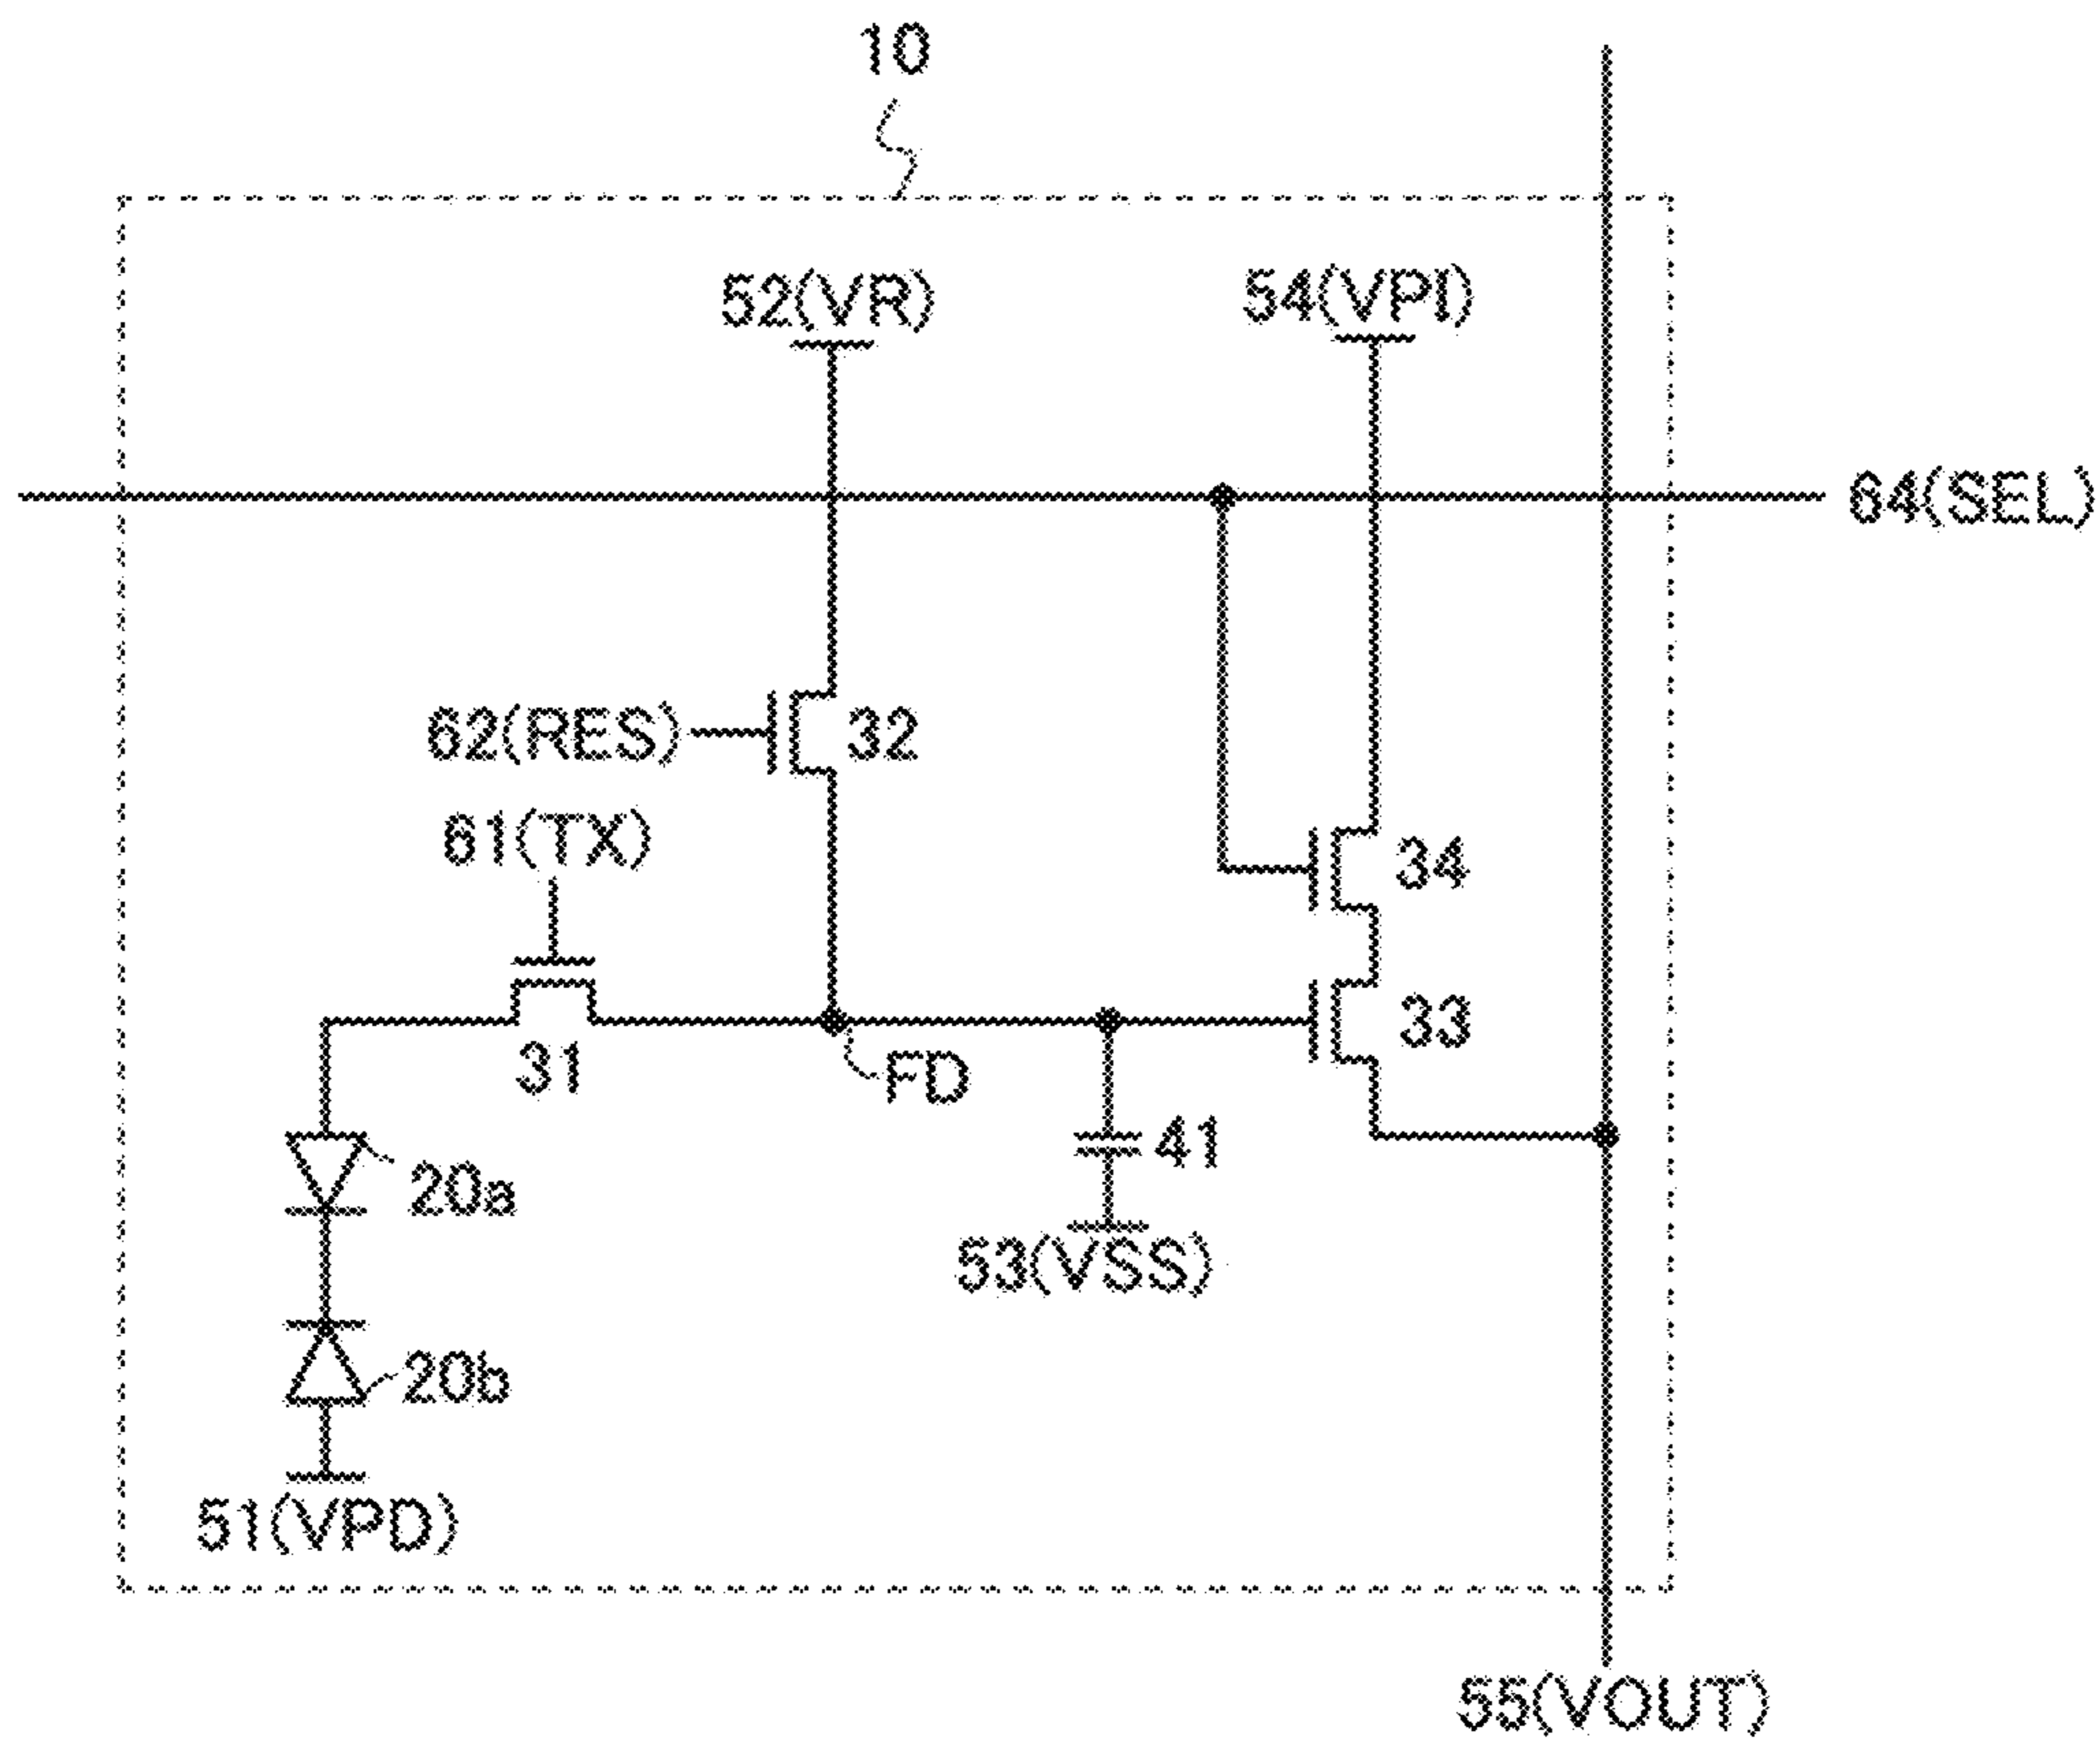 10
52(VR)
54(VPI)
64(SEL)
62(RES)
32
61(TX)
34
33
31
FD
41
20a
53(VSS)
20b
51(VPD)
55(VOUT)